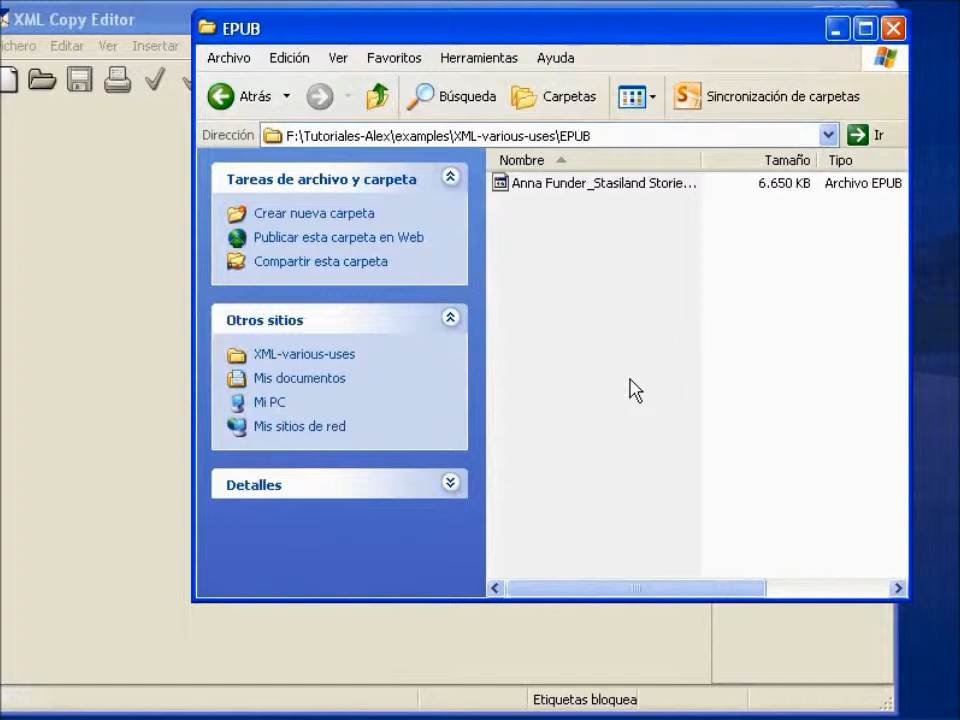 XML Copy Editor
ichero Editar Ver Insertar
EPUB
Archivo Edición Ver Favoritos Herramientas Ayuda
Atrás Búsqueda Carpetas Sincronización de carpetas
Dirección F:\Tutoriales-Alex\examples\XML-various-uses\EPUB Ir
Nombre Tamaño Tipo
Anna Funder_Stasiland Storie... 6.650 KB Archivo EPUB
Tareas de archivo y carpeta
Crear nueva carpeta
Publicar esta carpeta en Web
Compartir esta carpeta
Otros sitios
XML-various-uses
Mis documentos
Mi PC
Mis sitios de red
Detalles
Etiquetas bloquea